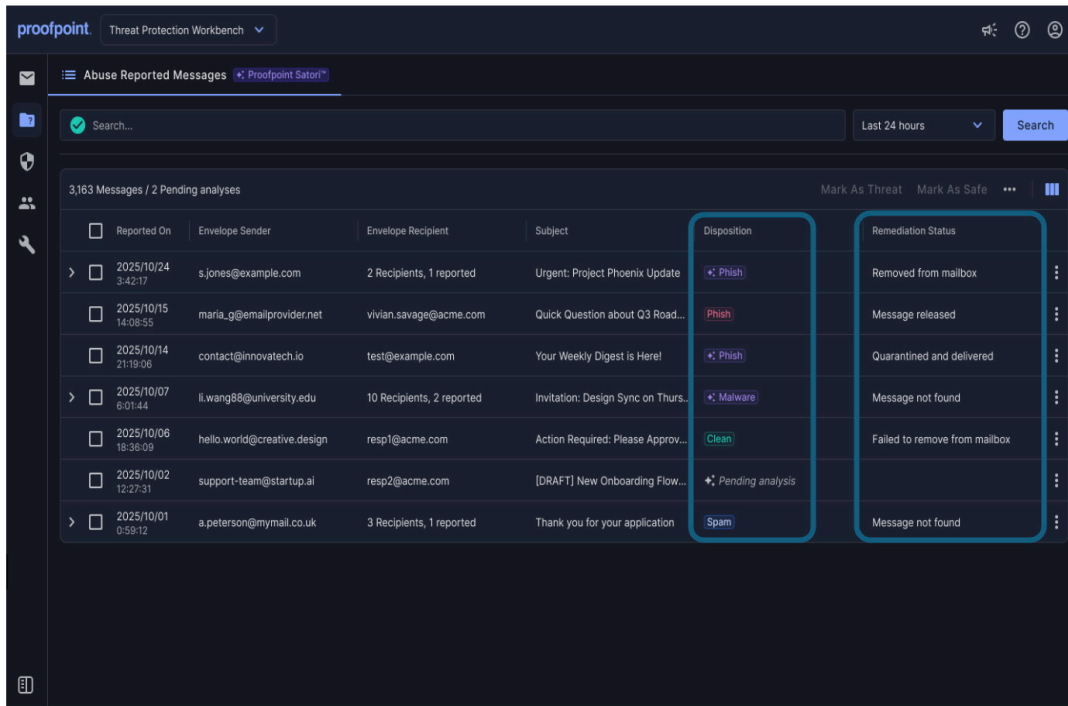 proofpoint. Threat Protection Workbench
Abuse Reported Messages Proofpoint Satori™
Search... Last 24 hours Search
3,163 Messages / 2 Pending analyses Mark As Threat Mark As Safe
Reported On Envelope Sender Envelope Recipient Subject Disposition Remediation Status
2025/10/24 3:42:17 s.jones@example.com 2 Recipients, 1 reported Urgent: Project Phoenix Update Phish Removed from mailbox
2025/10/15 14:08:55 maria_g@emailprovider.net vivian.savage@acme.com Quick Question about Q3 Road... Phish Message released
2025/10/14 21:19:06 contact@innovatech.io test@example.com Your Weekly Digest is Here! Phish Quarantined and delivered
2025/10/07 6:01:44 li.wang88@university.edu 10 Recipients, 2 reported Invitation: Design Sync on Thurs... Malware Message not found
2025/10/06 18:36:09 hello.world@creative.design resp1@acme.com Action Required: Please Approv... Clean Failed to remove from mailbox
2025/10/02 12:27:31 support-team@startup.ai resp2@acme.com [DRAFT] New Onboarding Flow... Pending analysis
2025/10/01 0:59:12 a.peterson@mymail.co.uk 3 Recipients, 1 reported Thank you for your application Spam Message not found